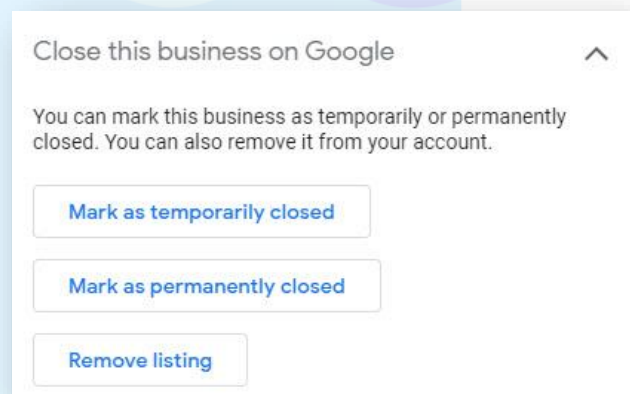 Close this business on Google
You can mark this business as temporarily or permanently
closed. You can also remove it from your account.
Mark as temporarily closed
Mark as permanently closed
Remove listing